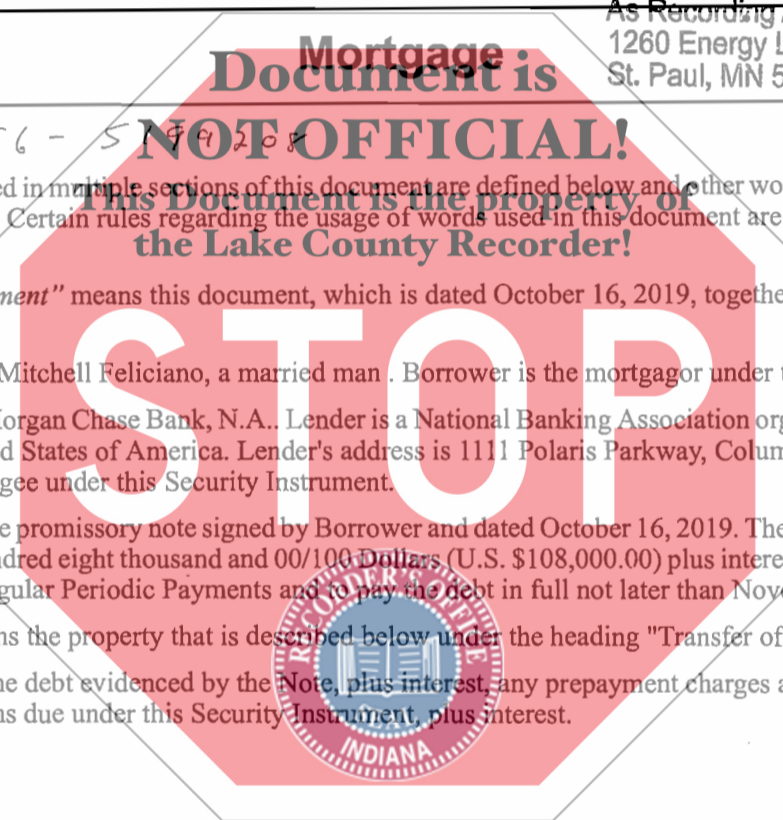 As Recording
Mortgage
1260 Energy L
St. Paul, MN 5
Document is
NOT OFFICIAL!
6 - 5199208
This Document is the property of
the Lake County Recorder!
ed in multiple sections of this document are defined below and other wo
Certain rules regarding the usage of words used in this document are
ment" means this document, which is dated October 16, 2019, togethe
Mitchell Feliciano, a married man . Borrower is the mortgagor under
Morgan Chase Bank, N.A.. Lender is a National Banking Association org
d States of America. Lender's address is 1111 Polaris Parkway, Colum
gee under this Security Instrument.
e promissory note signed by Borrower and dated October 16, 2019. The
dred eight thousand and 00/100 Dollars (U.S. $108,000.00) plus intere
gular Periodic Payments and to pay the debt in full not later than Nov
ns the property that is described below under the heading "Transfer of
e debt evidenced by the Note, plus interest, any prepayment charges a
ns due under this Security Instrument, plus interest.
STOP
RECORDER'S OFFICE
SEAL
INDIANA